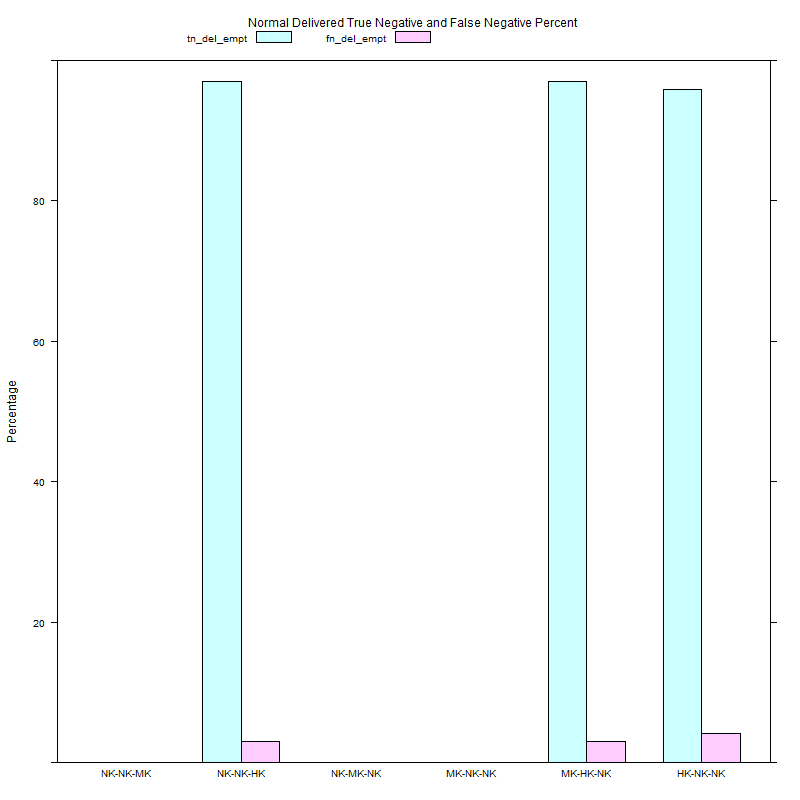 Normal Delivered True Negative and False Negative Percent
tn_del_empt fn_del_empt
80
60
Percentage
40
20
NK-NK-MK NK-NK-HK NK-MK-NK MK-NK-NK MK-HK-NK HK-NK-NK